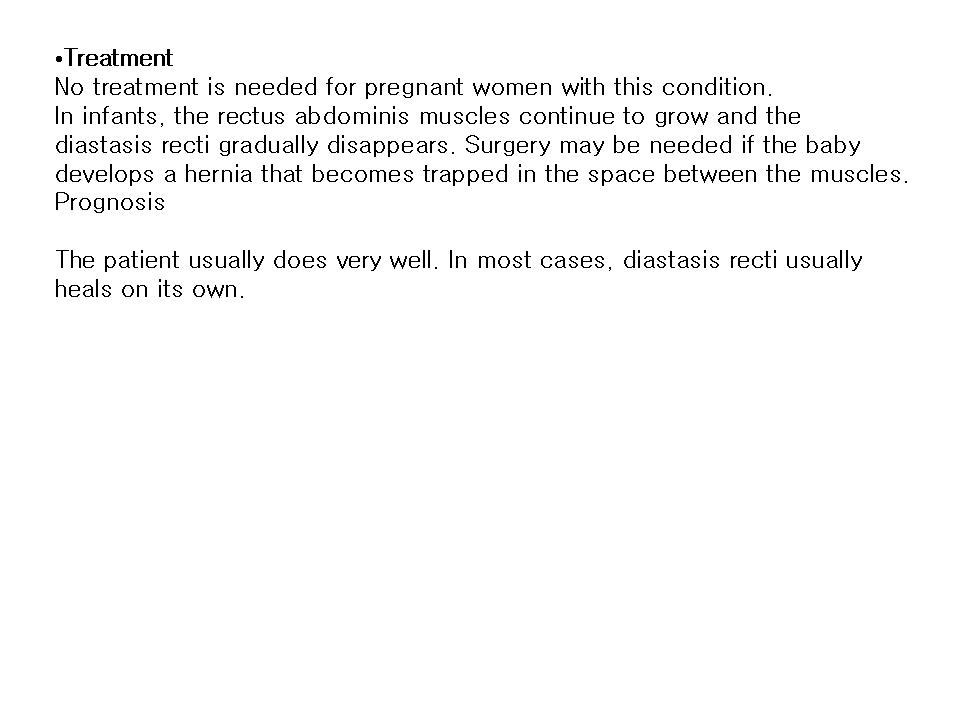 •Treatment
No treatment is needed for pregnant women with this condition.
In infants, the rectus abdominis muscles continue to grow and the
diastasis recti gradually disappears. Surgery may be needed if the baby
develops a hernia that becomes trapped in the space between the muscles.
Prognosis
The patient usually does very well. In most cases, diastasis recti usually
heals on its own.